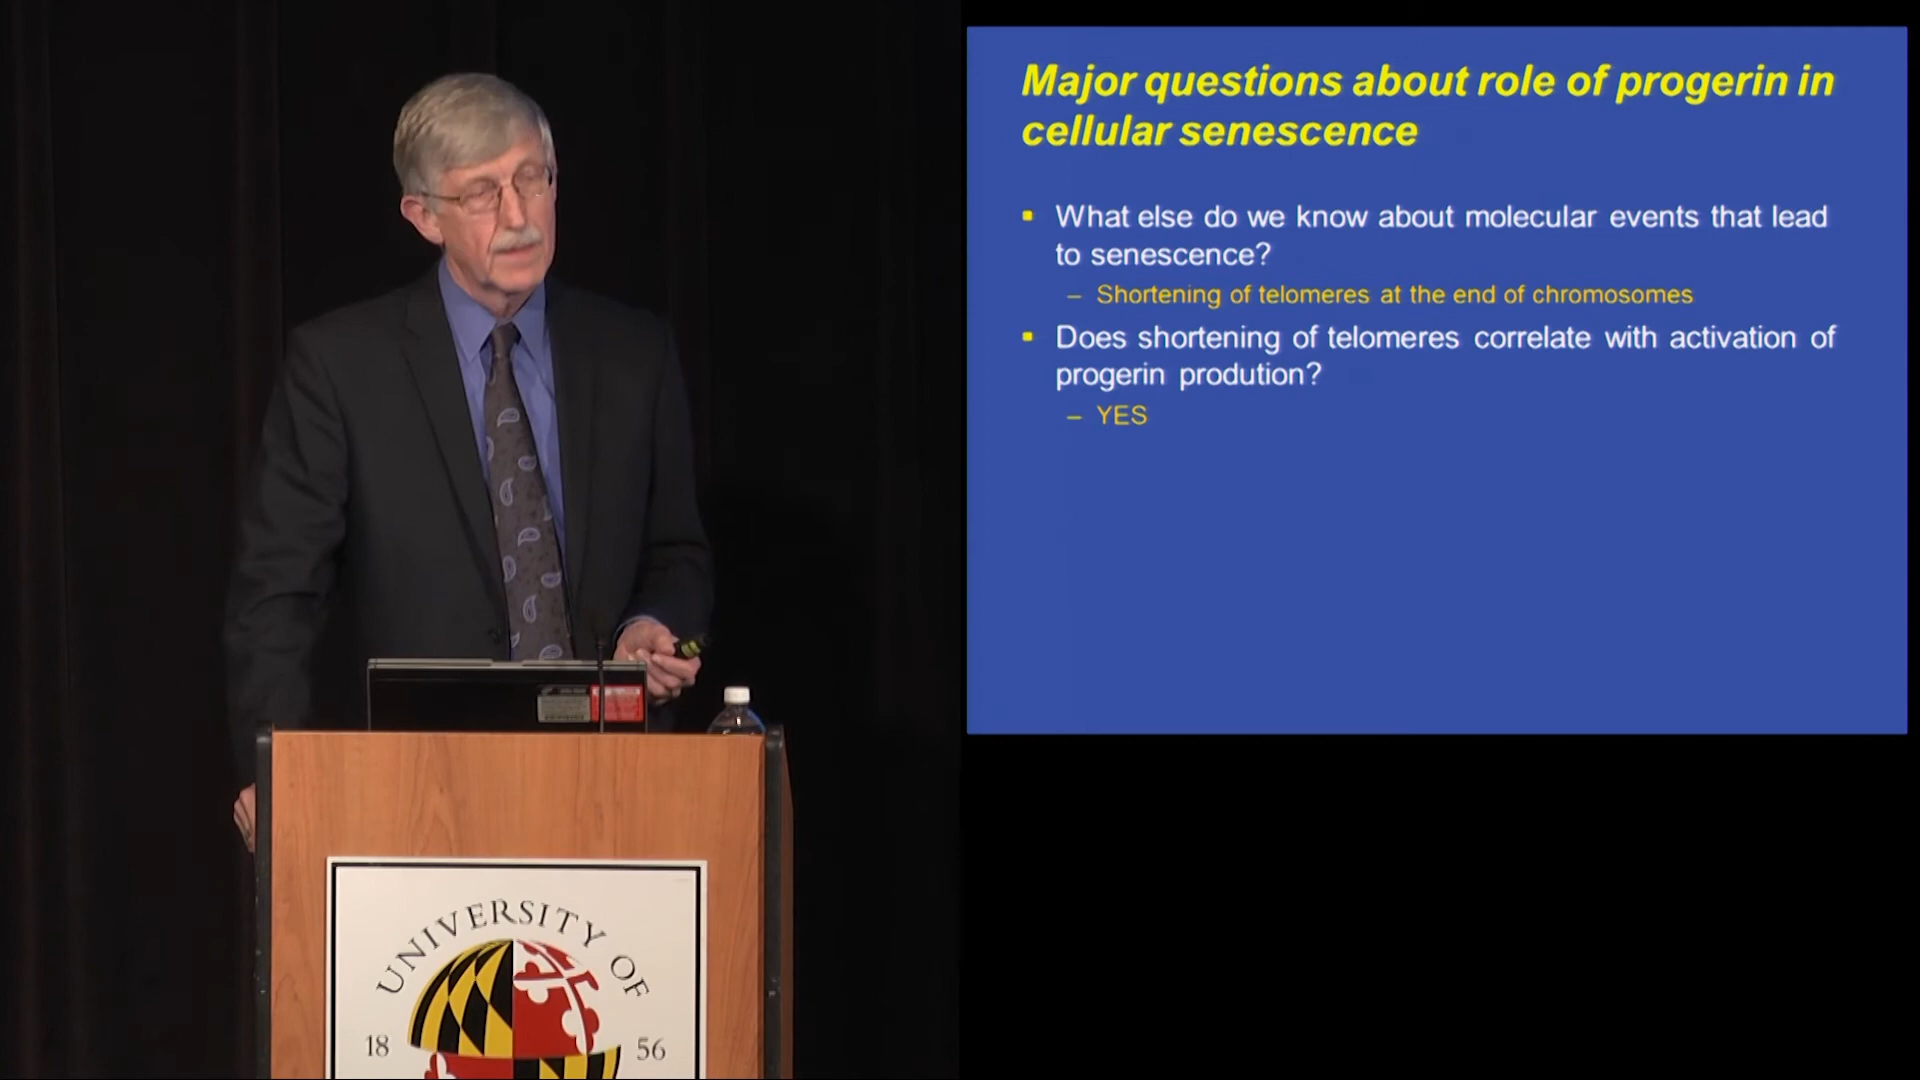 Major questions about role of progerin in
cellular senescence
▪ What else do we know about molecular events that lead
to senescence?
– Shortening of telomeres at the end of chromosomes
▪ Does shortening of telomeres correlate with activation of
progerin prodution?
– YES
UNIVERSITY OF
18 56